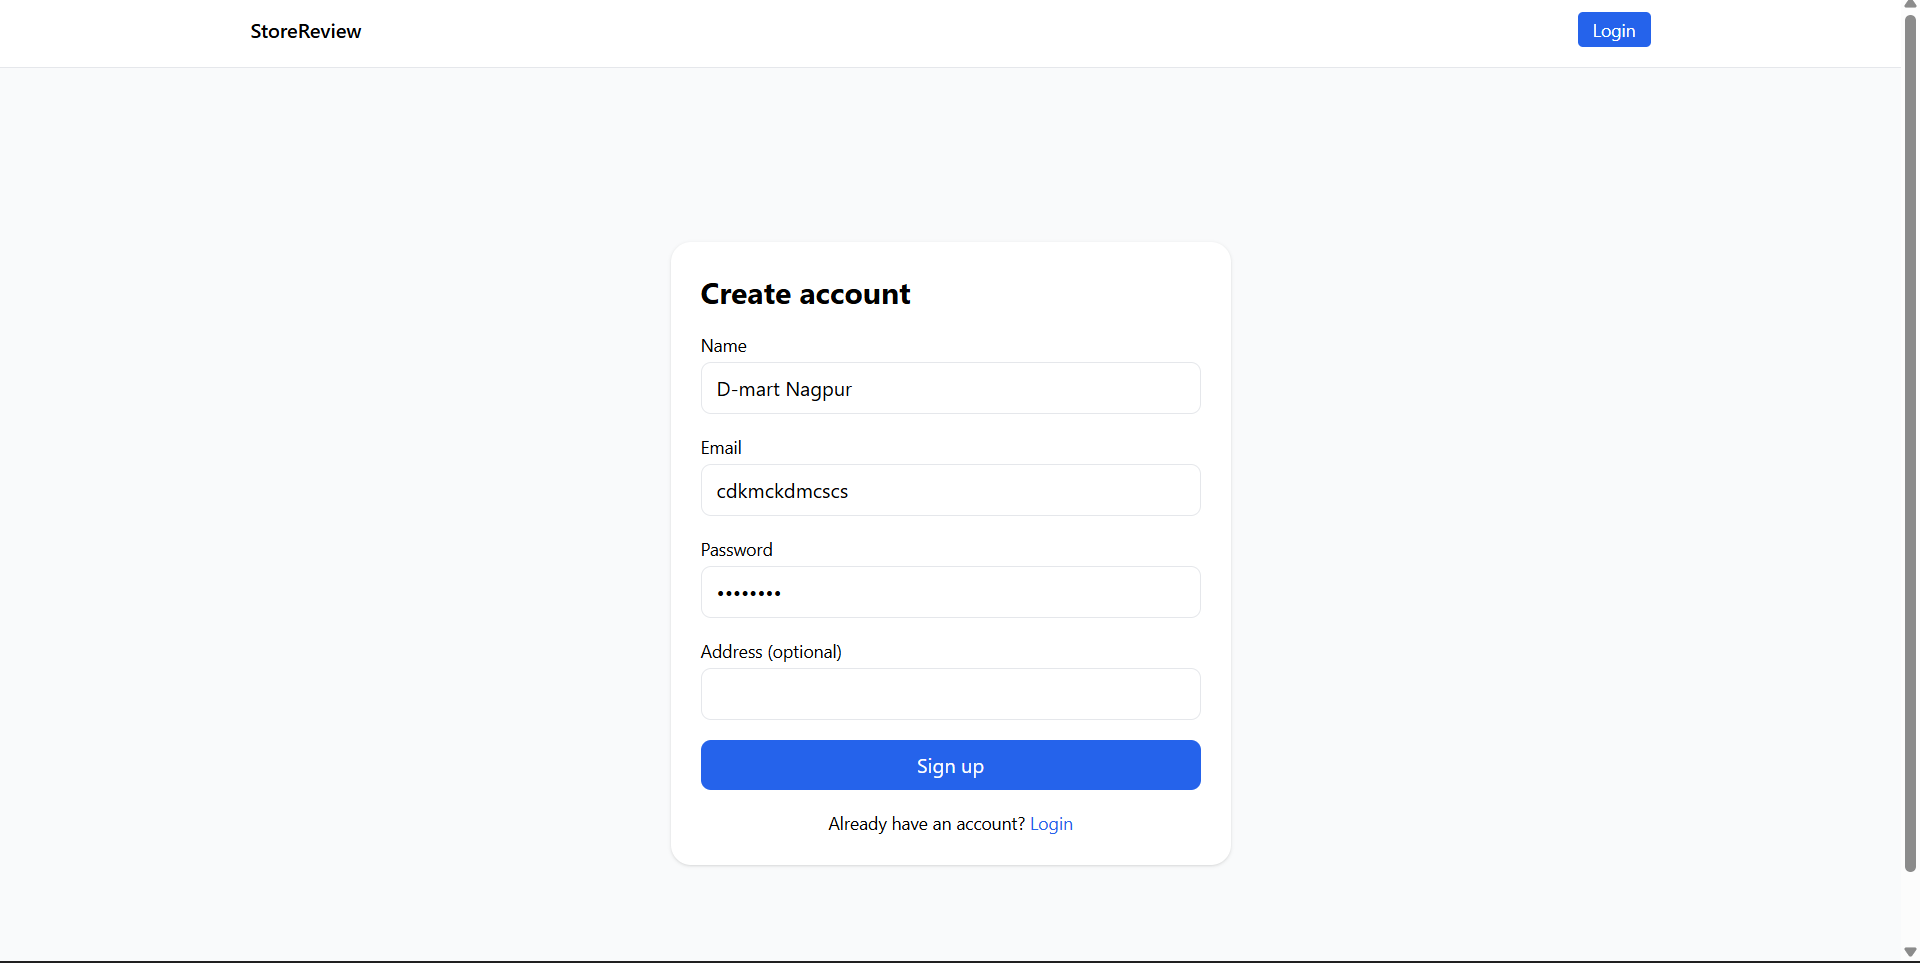 StoreReview
Login
Create account
Name
D-mart Nagpur
Email
cdkmckdmcscs
Password
••••••••
Address (optional)
Sign up
Already have an account? Login